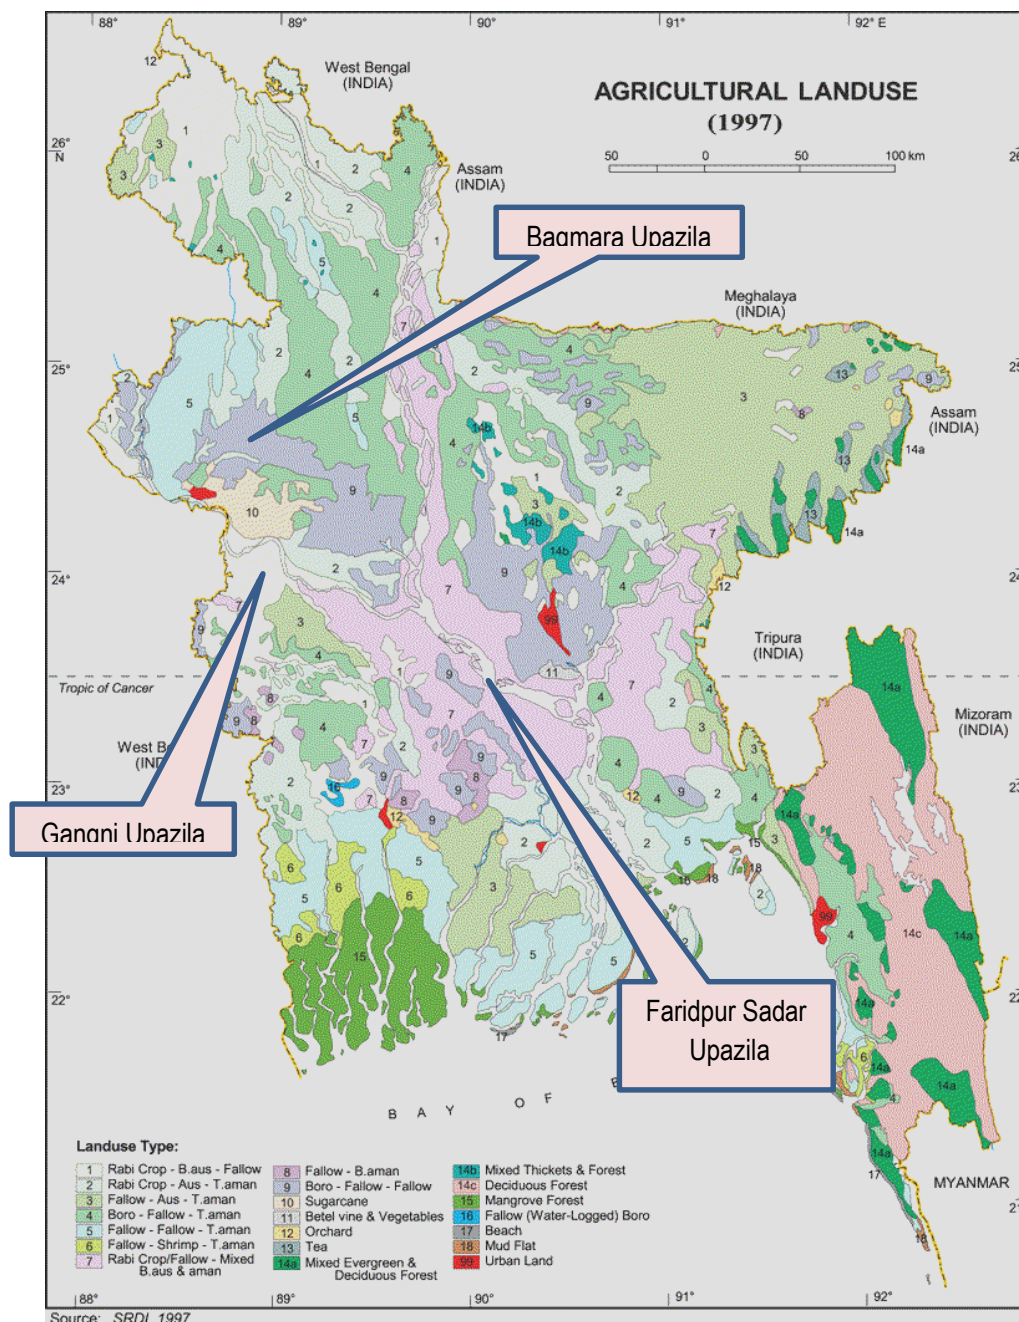 88°
89°
90°
91°
92° E
12
West Bengal
(INDIA)
AGRICULTURAL LANDUSE
(1997)
50 0 50 100 km
26°
N
Assam
(INDIA)
Bagmara Upazila
Meghalaya
(INDIA)
25°
Assam
(INDIA)
24°
Tripura
(INDIA)
Tropic of Cancer
Mizoram
(INDIA)
23°
Gangni Upazila
22°
Faridpur Sadar
Upazila
BAY OF
MYANMAR
Landuse Type:
1 Rabi Crop - B.aus - Fallow
2 Rabi Crop - Aus - T.aman
3 Fallow - Aus - T.aman
4 Boro - Fallow - T.aman
5 Fallow - Fallow - T.aman
6 Fallow - Shrimp - T.aman
7 Rabi Crop/Fallow - Mixed
B.aus & aman
8 Fallow - B.aman
9 Boro - Fallow - Fallow
10 Sugarcane
11 Betel vine & Vegetables
12 Orchard
13 Tea
14a Mixed Evergreen &
Deciduous Forest
14b Mixed Thickets & Forest
14c Deciduous Forest
15 Mangrove Forest
16 Fallow (Water-Logged) Boro
17 Beach
18 Mud Flat
99 Urban Land
88°
89°
90°
91°
92°
Source: SRDI, 1997